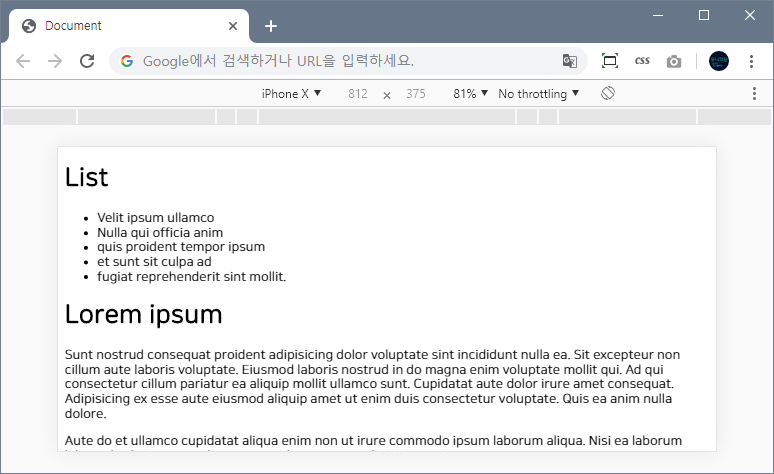 Document
Google에서 검색하거나 URL을 입력하세요.
css
iPhone X 812 × 375 81% No throttling
List
Velit ipsum ullamco
Nulla qui officia anim
quis proident tempor ipsum
et sunt sit culpa ad
fugiat reprehenderit sint mollit.
Lorem ipsum
Sunt nostrud consequat proident adipisicing dolor voluptate sint incididunt nulla ea. Sit excepteur non
cillum aute laboris voluptate. Eiusmod laboris nostrud in do magna enim voluptate mollit qui. Ad qui
consectetur cillum pariatur ea aliquip mollit ullamco sunt. Cupidatat aute dolor irure amet consequat.
Adipisicing ex esse aute eiusmod aliquip amet ut enim duis consectetur voluptate. Quis ea anim nulla
dolore.
Aute do et ullamco cupidatat aliqua enim non ut irure commodo ipsum laborum aliqua. Nisi ea laborum